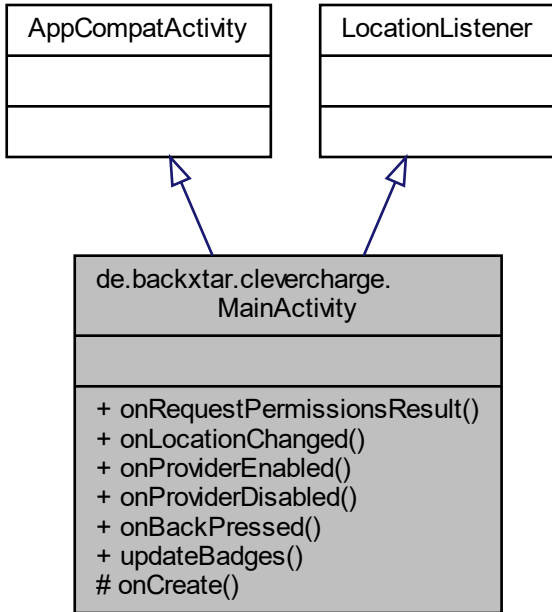 AppCompatActivity
LocationListener
de.backxtar.clevercharge.
MainActivity
+ onRequestPermissionsResult()
+ onLocationChanged()
+ onProviderEnabled()
+ onProviderDisabled()
+ onBackPressed()
+ updateBadges()
# onCreate()